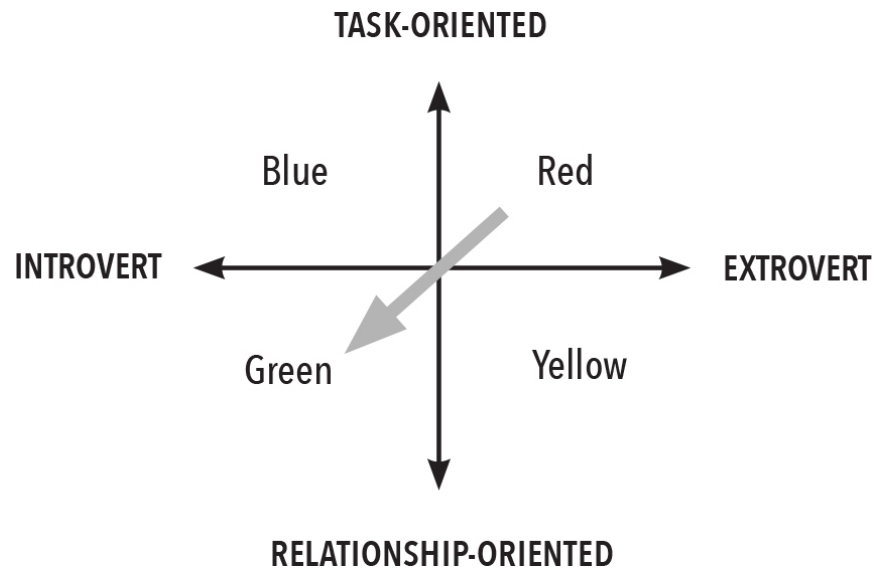 TASK-ORIENTED
Blue
Red
INTROVERT
EXTROVERT
Green
Yellow
RELATIONSHIP-ORIENTED